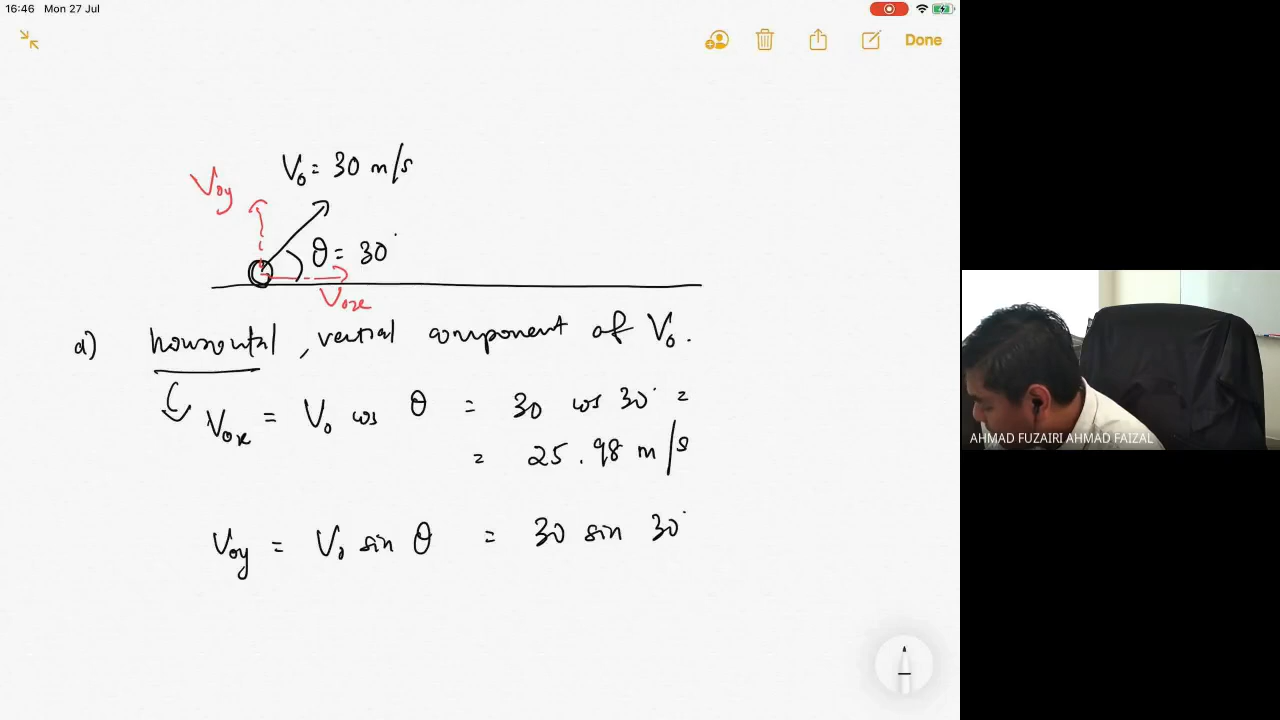 16:46 Mon 27 Jul
Done
V₀ = 30 m/s
V₀y
θ = 30°
V₀x
a) horizontal, vertical component of V₀.
V₀x = V₀ cos θ = 30 cos 30° =
= 25.98 m/s
V₀y = V₀ sin θ = 30 sin 30°
AHMAD FUZAIRI AHMAD FAIZAL